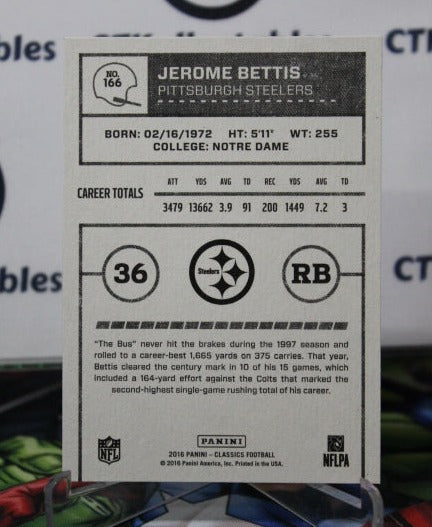 CT
CTK
NO.
166
JEROME BETTIS
PITTSBURGH STEELERS
BORN: 02/16/1972 HT: 5'11" WT: 255
COLLEGE: NOTRE DAME
CAREER TOTALS
ATT YDS AVG TD REC YDS AVG TD
3479 13662 3.9 91 200 1449 7.2 3
ibles
CT
36
Steelers
RB
"The Bus" never hit the brakes during the 1997 season and
rolled to a career-best 1,665 yards on 375 carries. That year,
Bettis cleared the century mark in 10 of his 15 games, which
included a 164-yard effort against the Colts that marked the
second-highest single-game rushing total of his career.
NFL
PANINI
2016 PANINI - CLASSICS FOOTBALL
© 2016 Panini America, Inc. Printed in the USA.
NFLPA